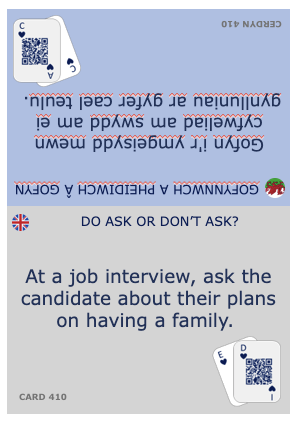 GOFYNNWCH A PHEIDIWCH Â GOFYN
Gofyn i'r ymgeisydd mewn
cyfweliad am swydd am ei
gynlluniau ar gyfer cael teulu.
CERDYN 410
C
A
C
DO ASK OR DON'T ASK?
At a job interview, ask the
candidate about their plans
on having a family.
CARD 410
E
D
I